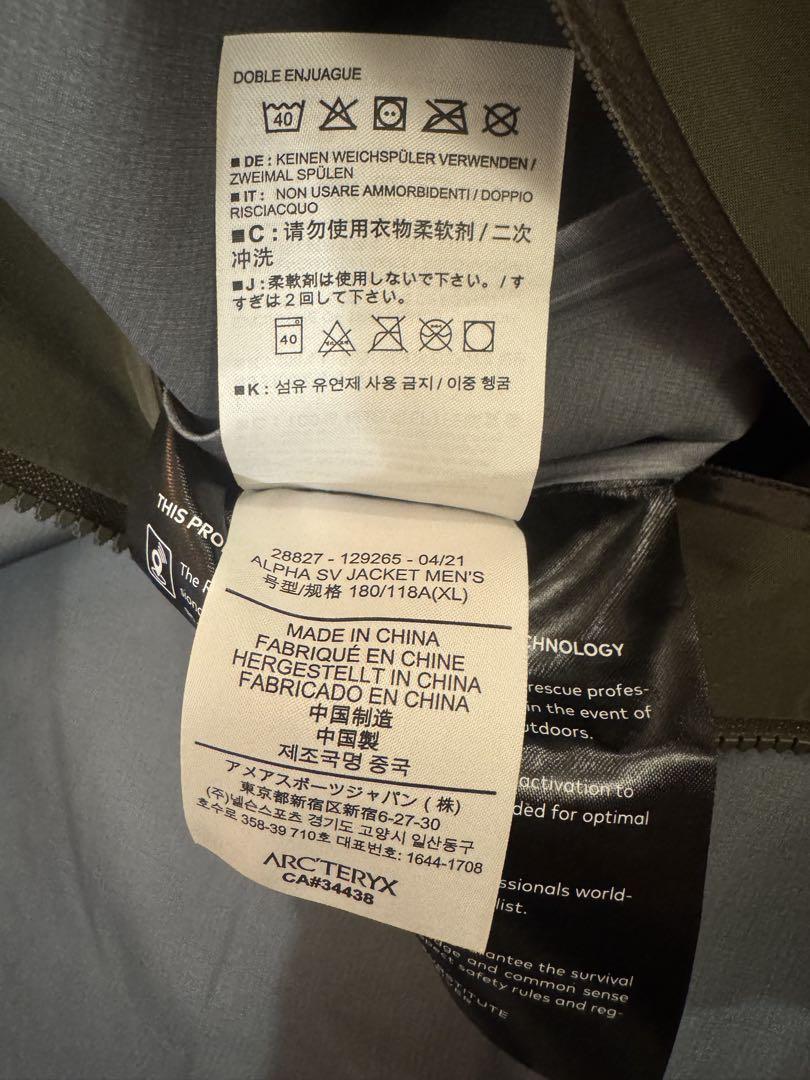 DOBLE ENJUAGUE
40
■ DE : KEINEN WEICHSPÜLER VERWENDEN /
ZWEIMAL SPÜLEN
■ IT : NON USARE AMMORBIDENTI / DOPPIO
RISCIACQUO
■ C : 请勿使用衣物柔软剂 / 二次
冲洗
■ J : 柔軟剤は使用しないで下さい。/ す
すぎは2回して下さい。
40
■ K : 섬유 유연제 사용 금지 / 이중 헹굼
28827 - 129265 - 04/21
ALPHA SV JACKET MEN'S
号型/规格 180/118A(XL)
MADE IN CHINA
FABRIQUÉ EN CHINE
HERGESTELLT IN CHINA
FABRICADO EN CHINA
中国制造
中国製
제조국명 중국
アメアスポーツジャパン ( 株)
東京都新宿区新宿6-27-30
(주)넬슨스포츠 경기도 고양시 일산동구
호수로 358-39 710호 대표번호: 1644-1708
ARC'TERYX
CA#34438
THIS PRO
The
CHNOLOGY
rescue profes-
in the event of
utdoors.
activation to
ded for optimal
ssionals world-
list.
antee the survival
and common sense
safety rules and reg-